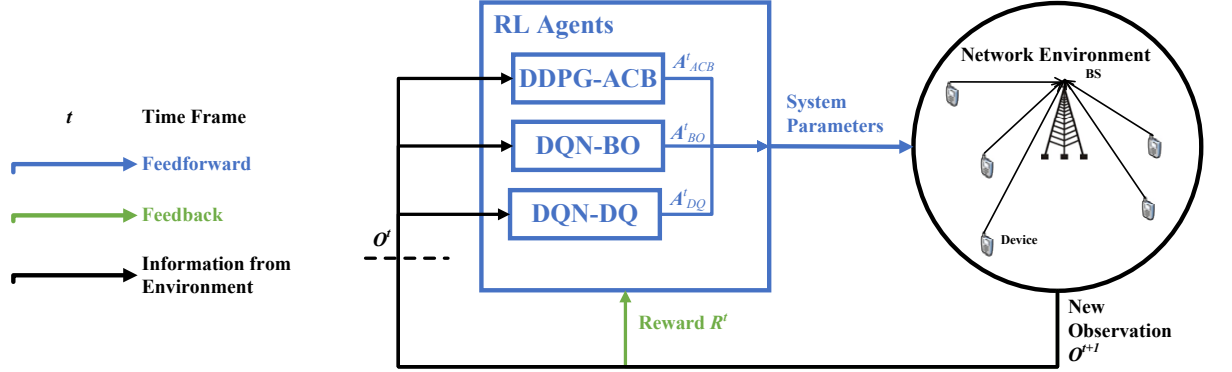 t Time Frame
Feedforward
Feedback
Information from
Environment
RL Agents
DDPG-ACB
A^t_ACB
DQN-BO
A^t_BO
DQN-DQ
A^t_DQ
O^t
Reward R^t
System
Parameters
Network Environment
BS
Device
New
Observation
O^t+1